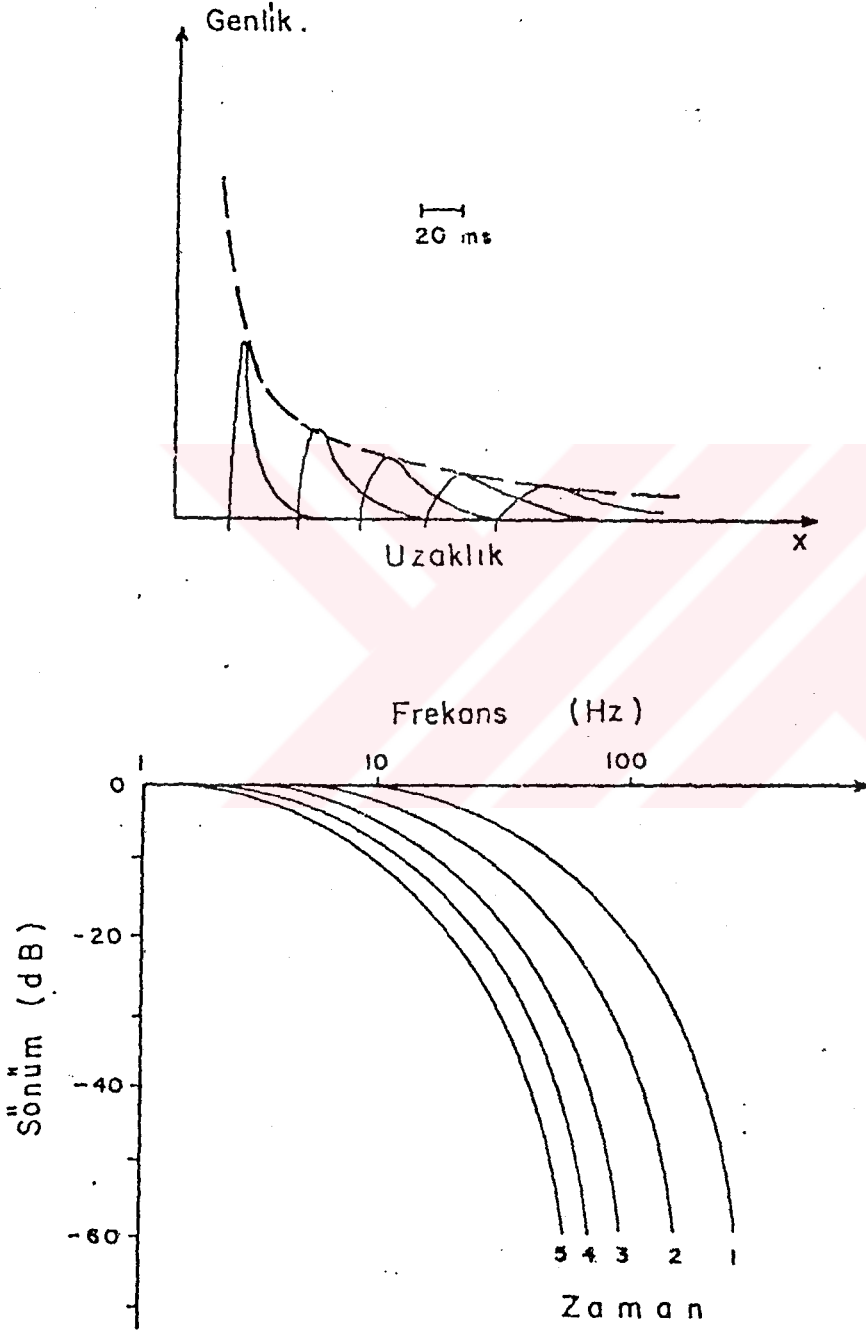 Genlik.
20 ms
Uzaklık
x
Frekans (Hz)
1 10 100
0
-20
-40
-60
Sönüm (dB)
5 4 3 2 1
Zaman